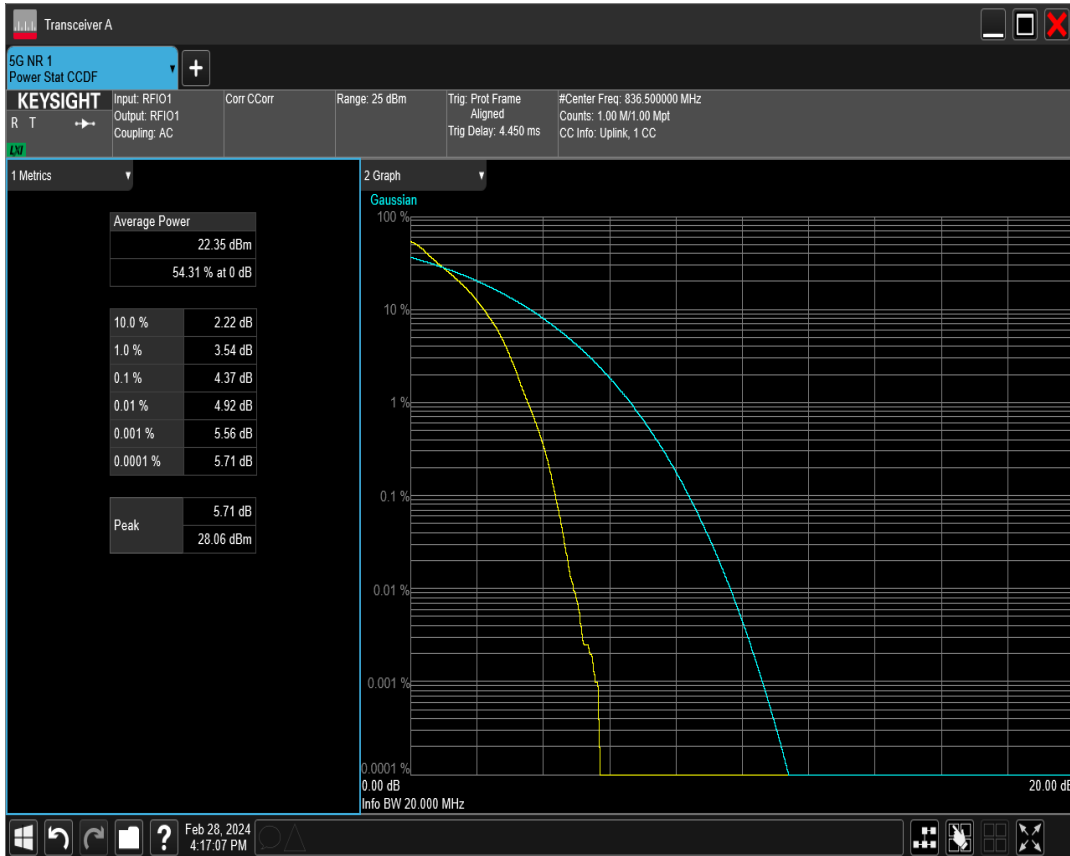 Transceiver A
5G NR 1
Power Stat CCDF
KEYSIGHT
R T
LXI
Input: RFIO1
Output: RFIO1
Coupling: AC
Corr CCorr
Range: 25 dBm
Trig: Prot Frame
Aligned
Trig Delay: 4.450 ms
#Center Freq: 836.500000 MHz
Counts: 1.00 M/1.00 Mpt
CC Info: Uplink, 1 CC
1 Metrics
Average Power
22.35 dBm
54.31 % at 0 dB
10.0 % 2.22 dB
1.0 % 3.54 dB
0.1 % 4.37 dB
0.01 % 4.92 dB
0.001 % 5.56 dB
0.0001 % 5.71 dB
Peak
5.71 dB
28.06 dBm
2 Graph
Gaussian
100 %
10 %
1 %
0.1 %
0.01 %
0.001 %
0.0001 %
0.00 dB 20.00 dB
Info BW 20.000 MHz
?
Feb 28, 2024
4:17:07 PM